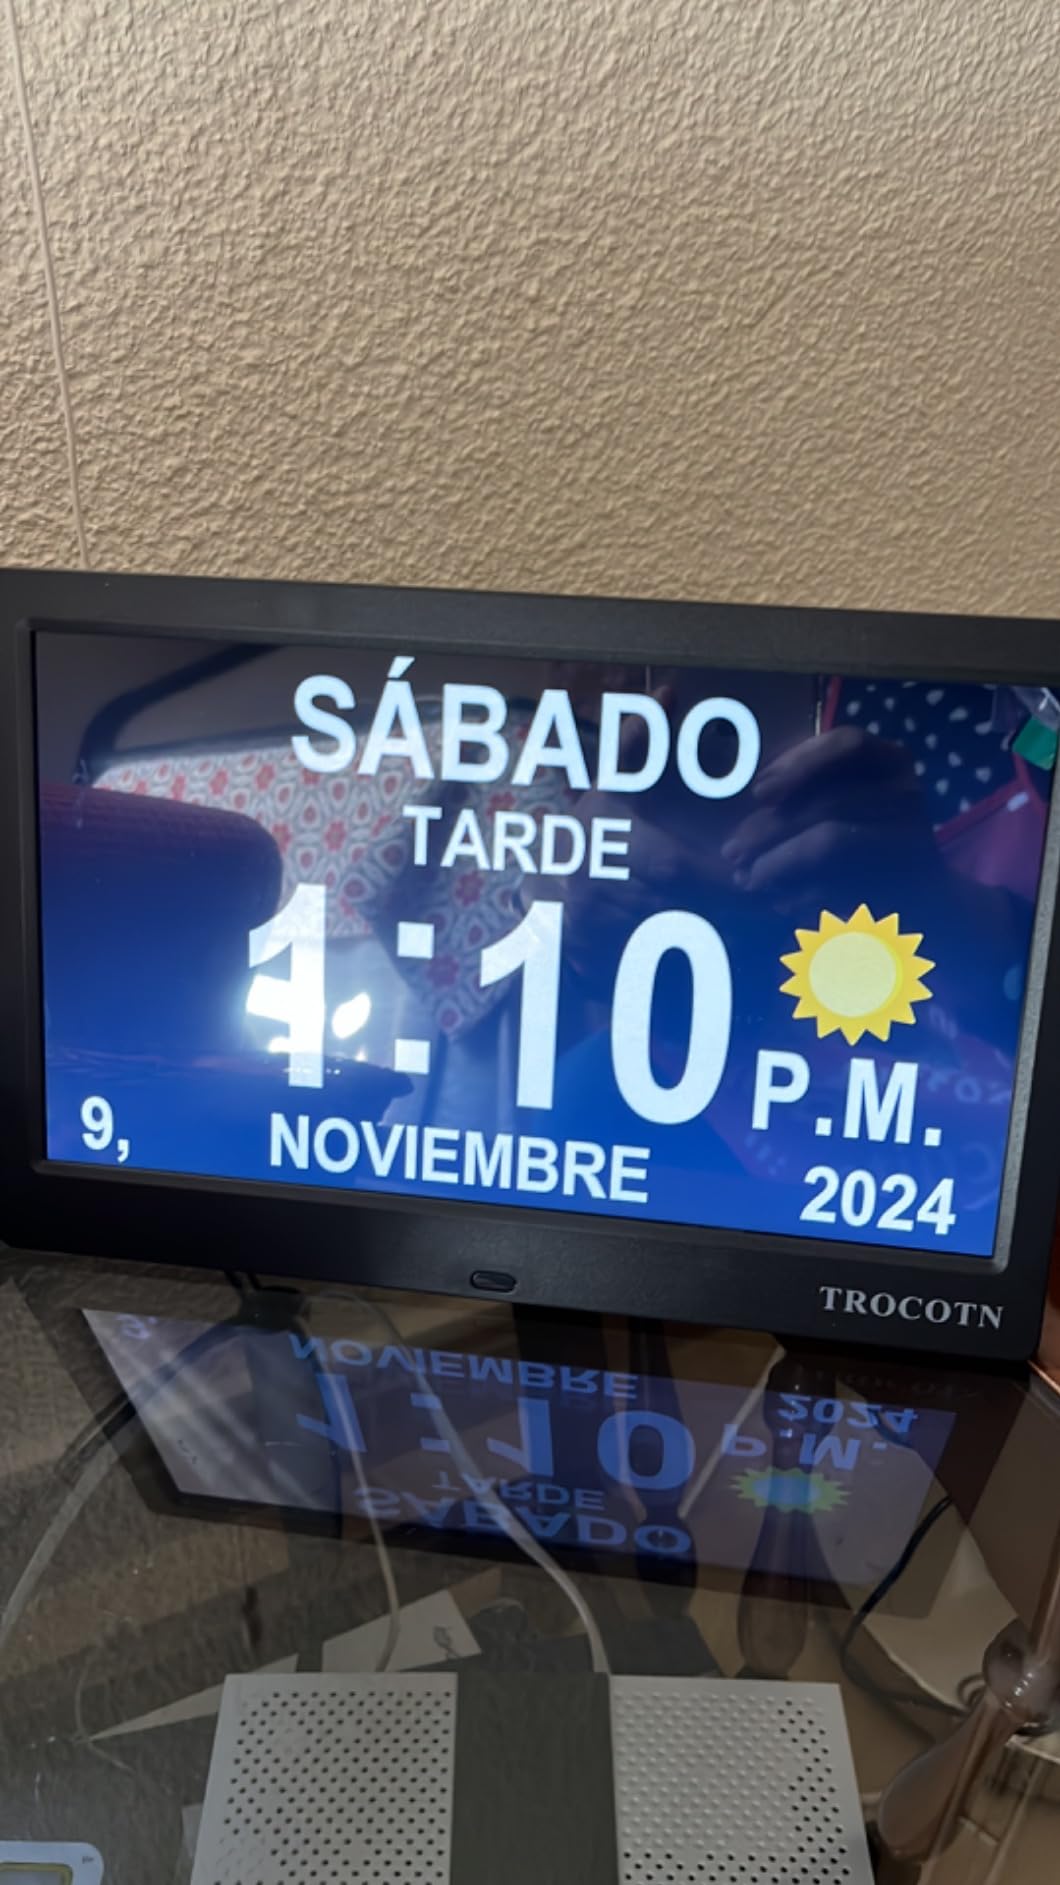 SÁBADO
TARDE
1:10 P.M.
9, NOVIEMBRE 2024
TROCOTN